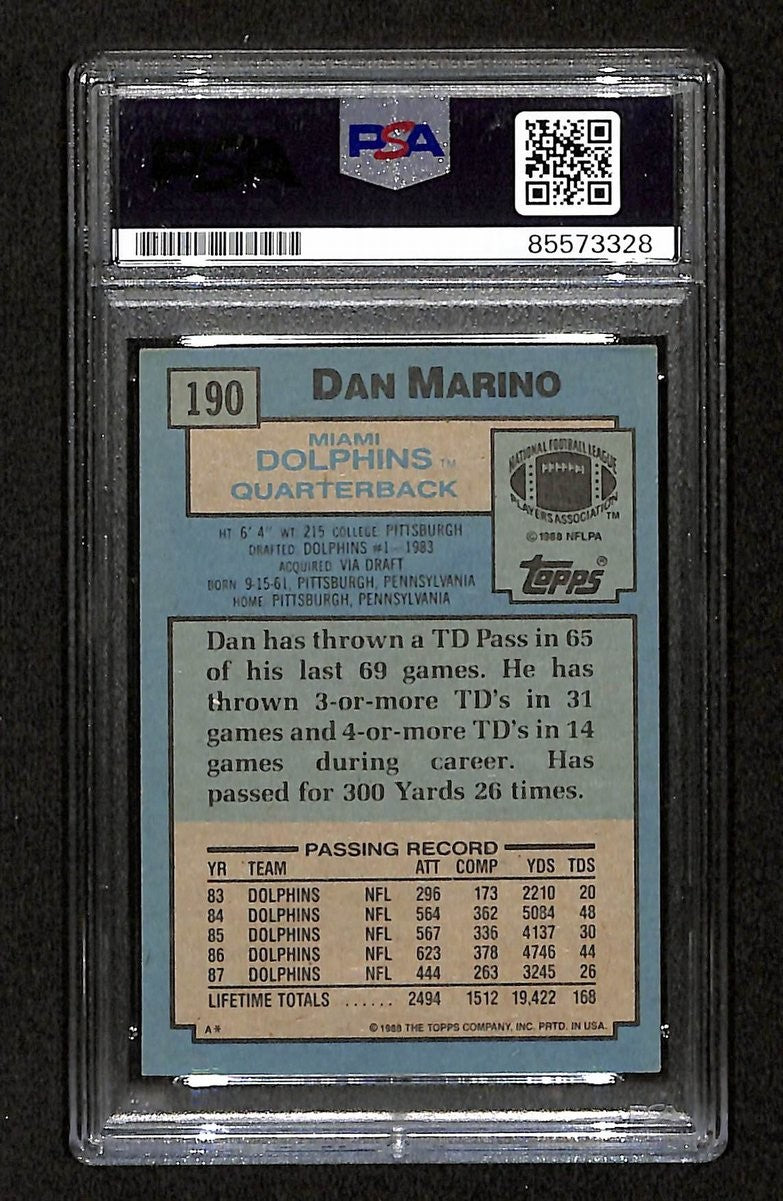 PSA
85573328
190
DAN MARINO
MIAMI
DOLPHINS TM
QUARTERBACK
NATIONAL FOOTBALL LEAGUE
PLAYERS ASSOCIATION TM
© 1988 NFLPA
topps®
HT 6' 4" WT 215 COLLEGE PITTSBURGH
DRAFTED DOLPHINS #1 - 1983
ACQUIRED VIA DRAFT
BORN 9-15-61, PITTSBURGH, PENNSYLVANIA
HOME PITTSBURGH, PENNSYLVANIA
Dan has thrown a TD Pass in 65
of his last 69 games. He has
thrown 3-or-more TD's in 31
games and 4-or-more TD's in 14
games during career. Has
passed for 300 Yards 26 times.
PASSING RECORD
YR TEAM ATT COMP YDS TDS
83 DOLPHINS NFL 296 173 2210 20
84 DOLPHINS NFL 564 362 5084 48
85 DOLPHINS NFL 567 336 4137 30
86 DOLPHINS NFL 623 378 4746 44
87 DOLPHINS NFL 444 263 3245 26
LIFETIME TOTALS ...... 2494 1512 19,422 168
A* © 1988 THE TOPPS COMPANY, INC. PRTD. IN USA.